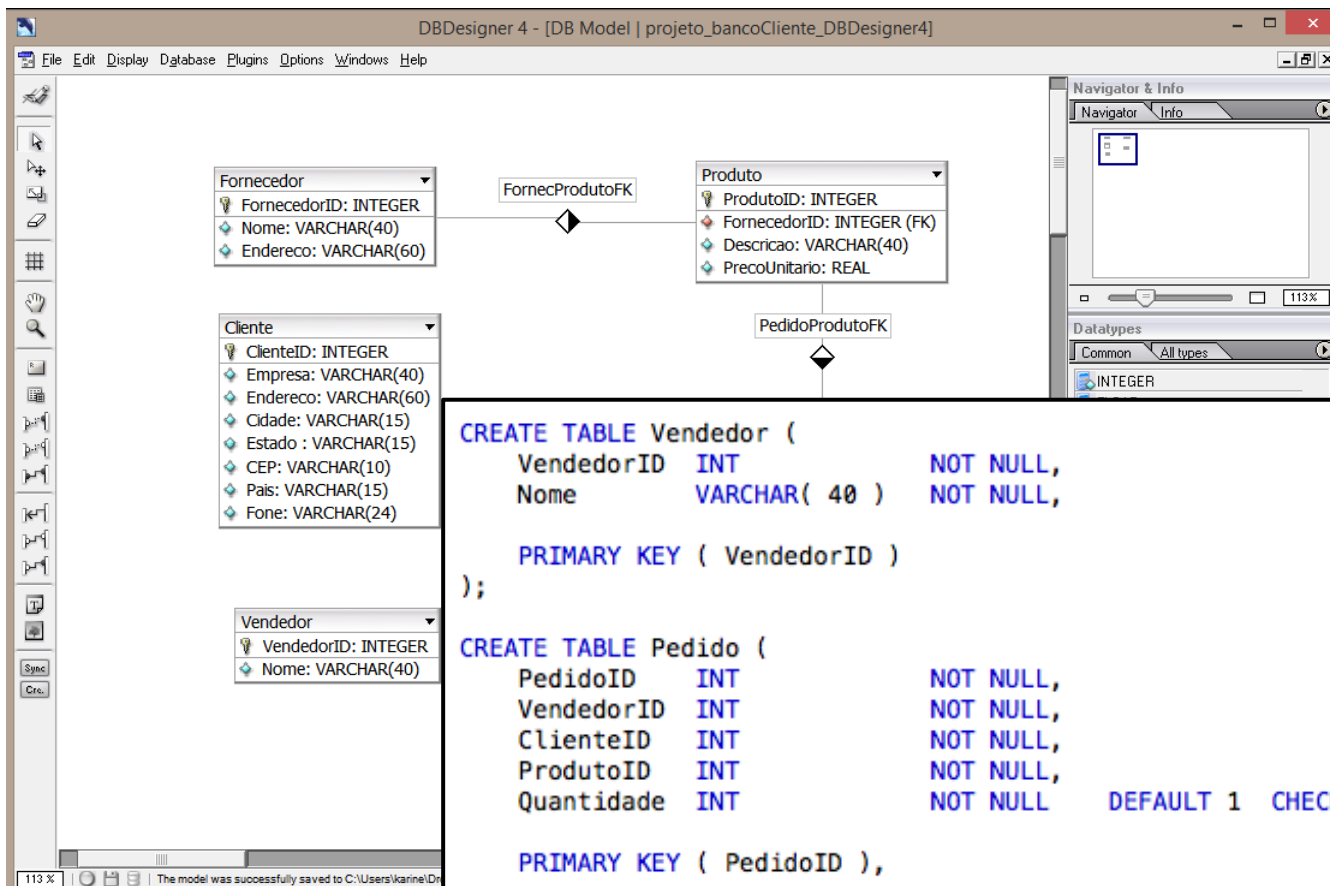 DBDesigner 4 - [DB Model | projeto_bancoCliente_DBDesigner4]
File Edit Display Database Plugins Options Windows Help
Navigator & Info
Navigator Info
113%
Datatypes
Common All types
INTEGER
Fornecedor
FornecedorID: INTEGER
Nome: VARCHAR(40)
Endereco: VARCHAR(60)
FornecProdutoFK
Produto
ProdutoID: INTEGER
FornecedorID: INTEGER (FK)
Descricao: VARCHAR(40)
PrecoUnitario: REAL
PedidoProdutoFK
Cliente
ClienteID: INTEGER
Empresa: VARCHAR(40)
Endereco: VARCHAR(60)
Cidade: VARCHAR(15)
Estado : VARCHAR(15)
CEP: VARCHAR(10)
Pais: VARCHAR(15)
Fone: VARCHAR(24)
Vendedor
VendedorID: INTEGER
Nome: VARCHAR(40)
CREATE TABLE Vendedor (
VendedorID INT NOT NULL,
Nome VARCHAR( 40 ) NOT NULL,
PRIMARY KEY ( VendedorID )
);
CREATE TABLE Pedido (
PedidoID INT NOT NULL,
VendedorID INT NOT NULL,
ClienteID INT NOT NULL,
ProdutoID INT NOT NULL,
Quantidade INT NOT NULL DEFAULT 1 CHEC
PRIMARY KEY ( PedidoID ),
Sync
Cre.
113 % The model was successfully saved to C:\Users\karine\Dr